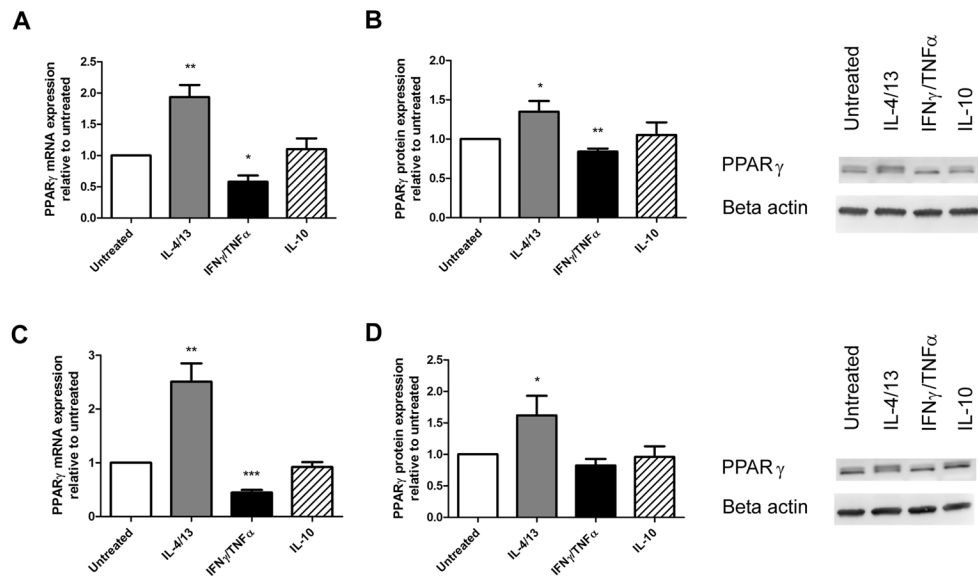 A
PPARγ mRNA expression
relative to untreated
2.5
2.0
1.5
1.0
0.5
0.0
**
*
Untreated
IL-4/13
IFNγ/TNFα
IL-10
B
PPARγ protein expression
relative to untreated
2.0
1.5
1.0
0.5
0.0
*
**
Untreated
IL-4/13
IFNγ/TNFα
IL-10
Untreated
IL-4/13
IFNγ/TNFα
IL-10
PPARγ
Beta actin
C
PPARγ mRNA expression
relative to untreated
3
2
1
0
**
***
Untreated
IL-4/13
IFNγ/TNFα
IL-10
D
PPARγ protein expression
relative to untreated
2.5
2.0
1.5
1.0
0.5
0.0
*
Untreated
IL-4/13
IFNγ/TNFα
IL-10
Untreated
IL-4/13
IFNγ/TNFα
IL-10
PPARγ
Beta actin